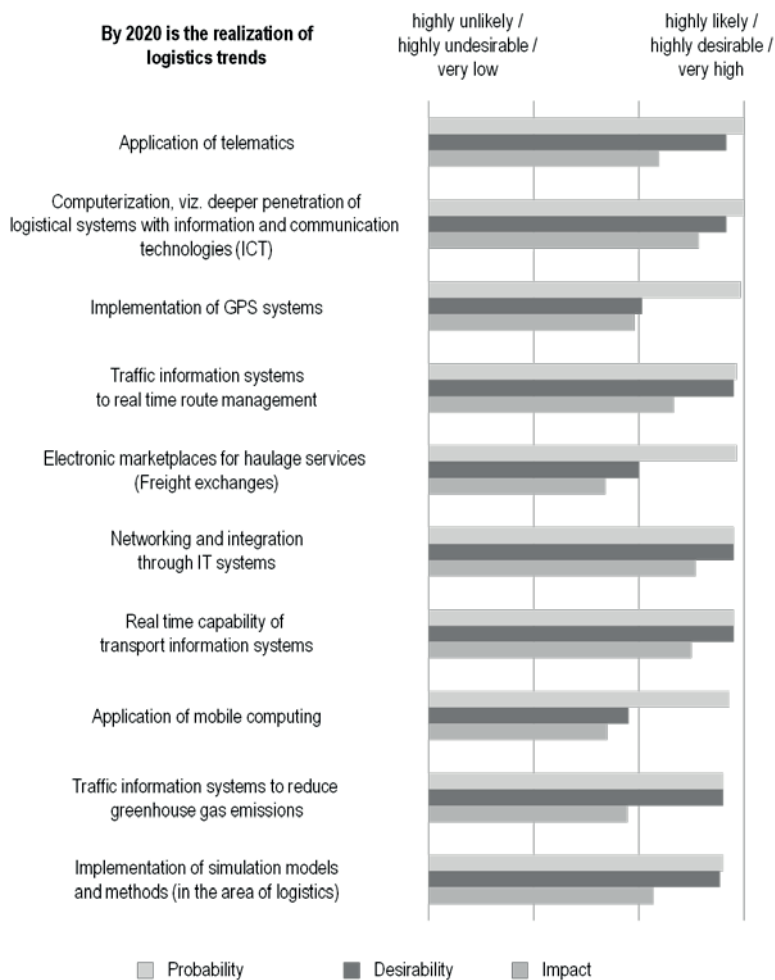 By 2020 is the realization of
logistics trends
highly unlikely /
highly undesirable /
very low
highly likely /
highly desirable /
very high
Application of telematics
Computerization, viz. deeper penetration of
logistical systems with information and communication
technologies (ICT)
Implementation of GPS systems
Traffic information systems
to real time route management
Electronic marketplaces for haulage services
(Freight exchanges)
Networking and integration
through IT systems
Real time capability of
transport information systems
Application of mobile computing
Traffic information systems to reduce
greenhouse gas emissions
Implementation of simulation models
and methods (in the area of logistics)
Probability
Desirability
Impact